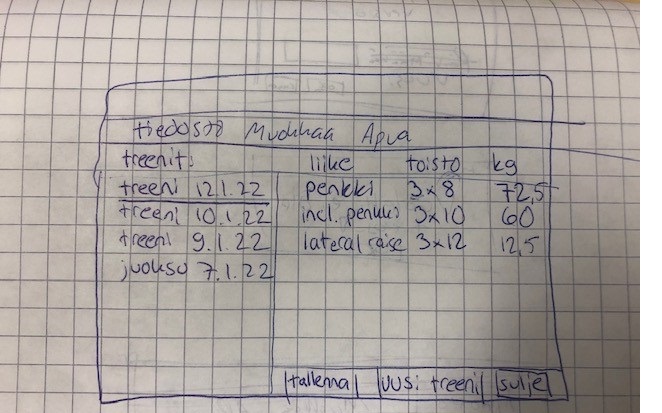 tiedosto Muokkaa Apua
treenit: liike toisto kg
treeni 12.1.22 penkki 3x8 72,5
treeni 10.1.22 incl. penkki 3x10 60
treeni 9.1.22 lateral raise 3x12 12,5
juoksu 7.1.22
tallenna uusi treeni sulje